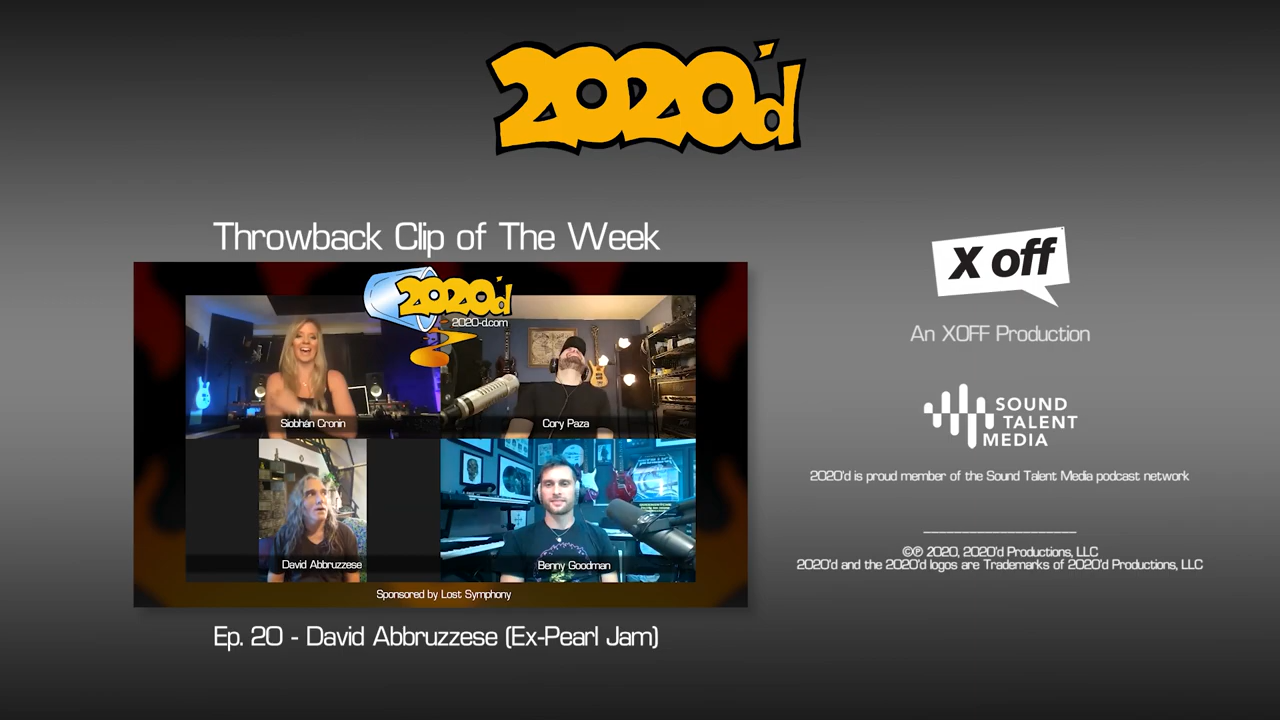 2020'd
Throwback Clip of The Week
2020'd
2020-d.com
Siobhán Cronin
Cory Paza
David Abbruzzese
Benny Goodman
Sponsored by Lost Symphony
Ep. 20 - David Abbruzzese (Ex-Pearl Jam)
X off
An XOFF Production
SOUND
TALENT
MEDIA
2020'd is proud member of the Sound Talent Media podcast network
©℗ 2020, 2020'd Productions, LLC
2020'd and the 2020'd logos are Trademarks of 2020'd Productions, LLC